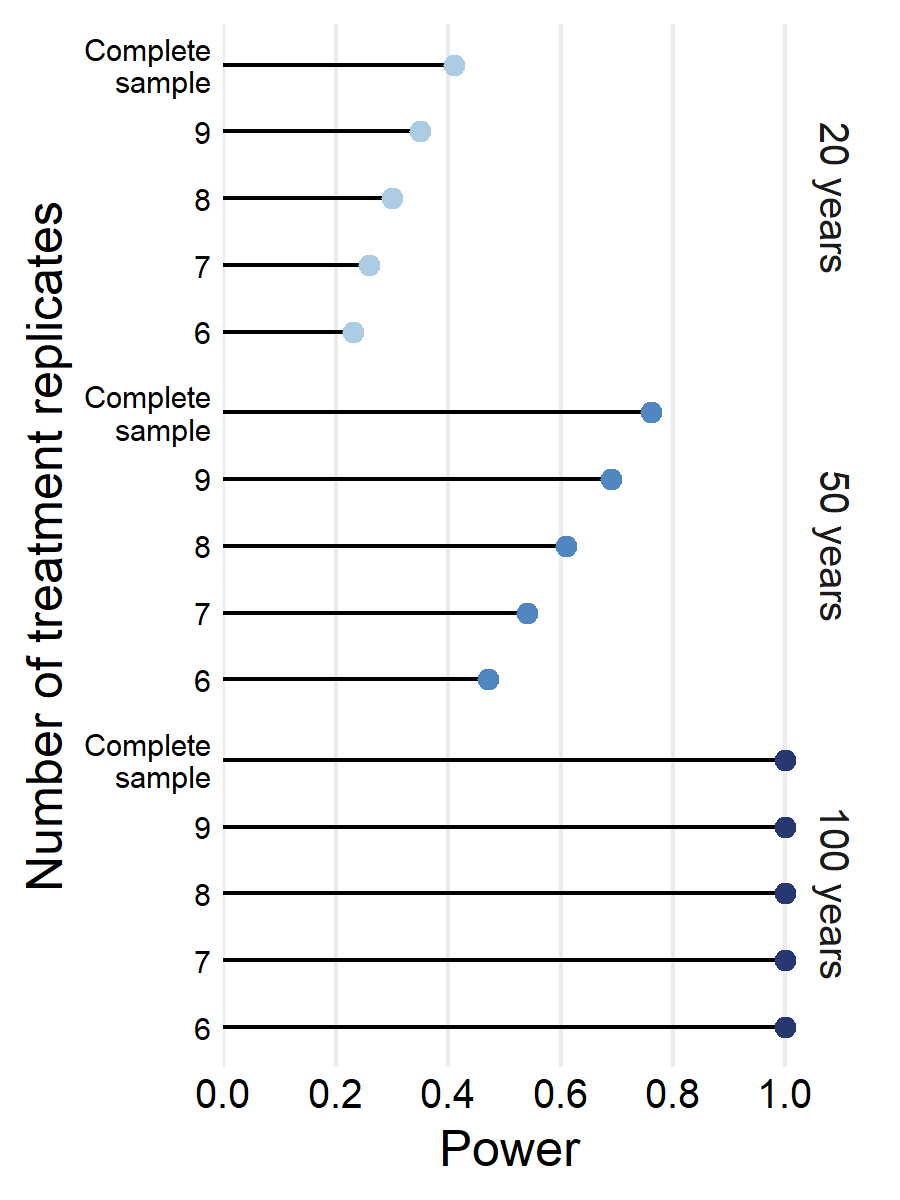 Number of treatment replicates
Complete
sample
9
8
7
6
20 years
Complete
sample
9
8
7
6
50 years
Complete
sample
9
8
7
6
100 years
0.0 0.2 0.4 0.6 0.8 1.0
Power